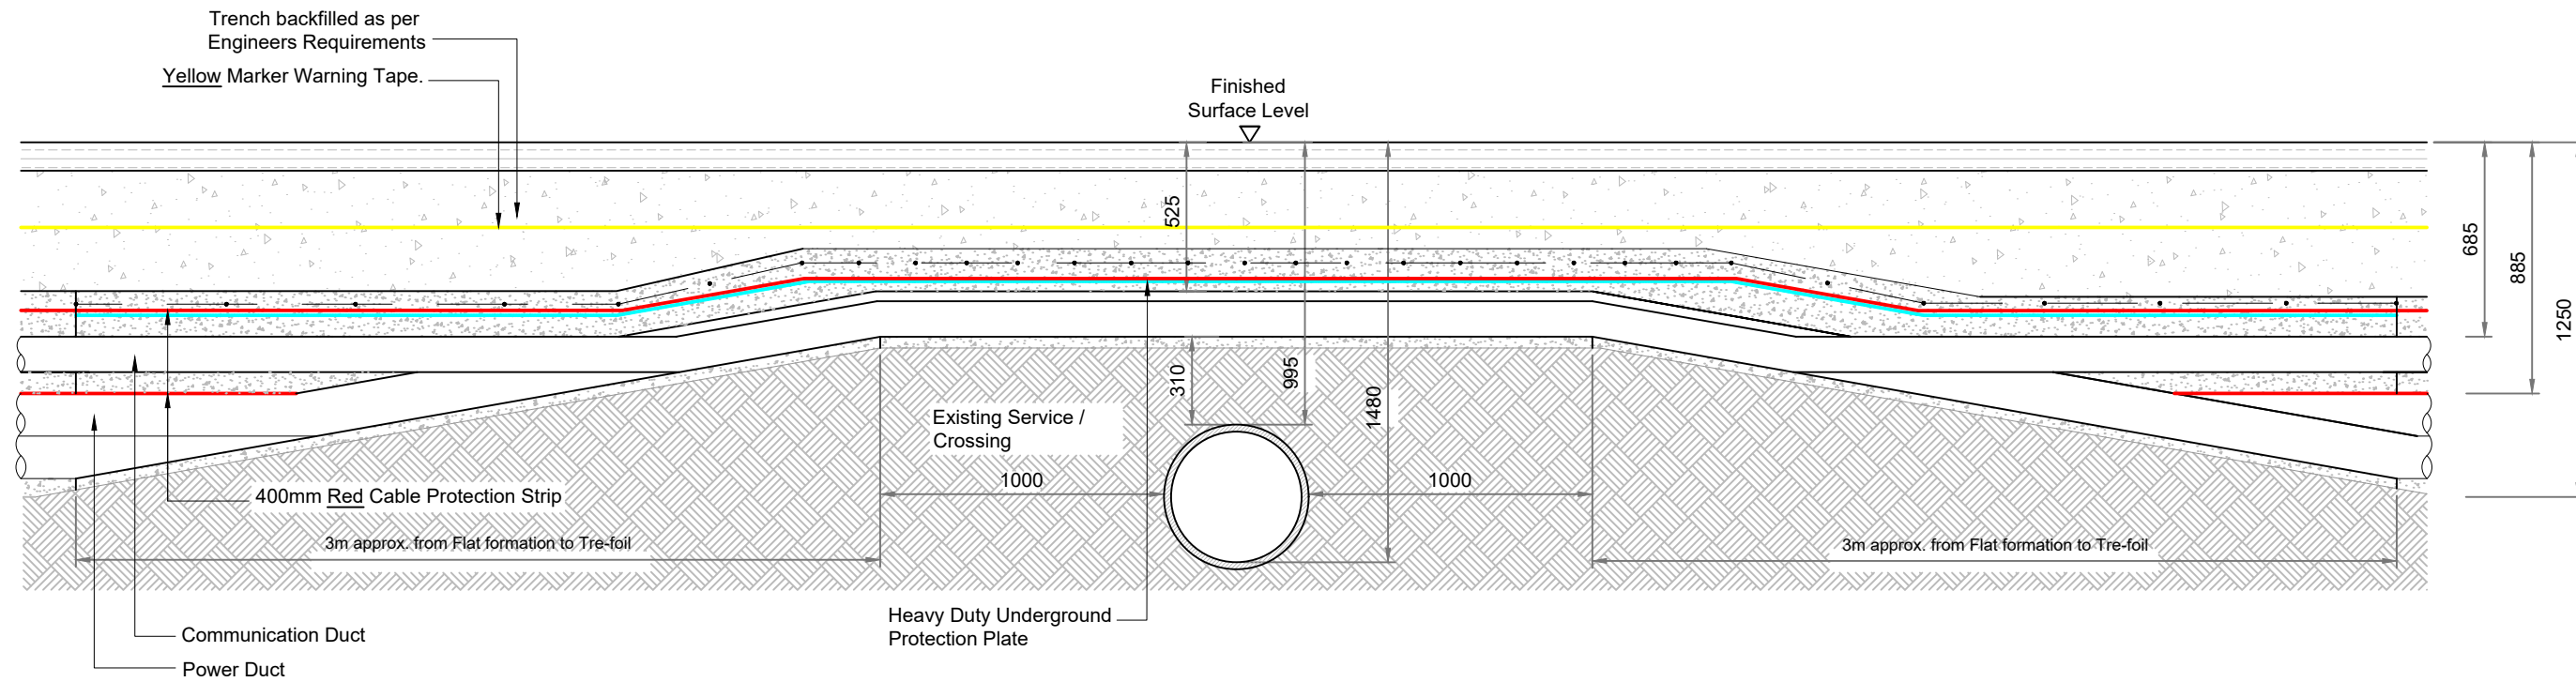 Trench backfilled as per
Engineers Requirements
Yellow Marker Warning Tape.
Finished
Surface Level
525
685
885
1250
310
995
1480
Existing Service /
Crossing
1000
1000
400mm Red Cable Protection Strip
3m approx. from Flat formation to Tre-foil
3m approx. from Flat formation to Tre-foil
Heavy Duty Underground
Protection Plate
Communication Duct
Power Duct